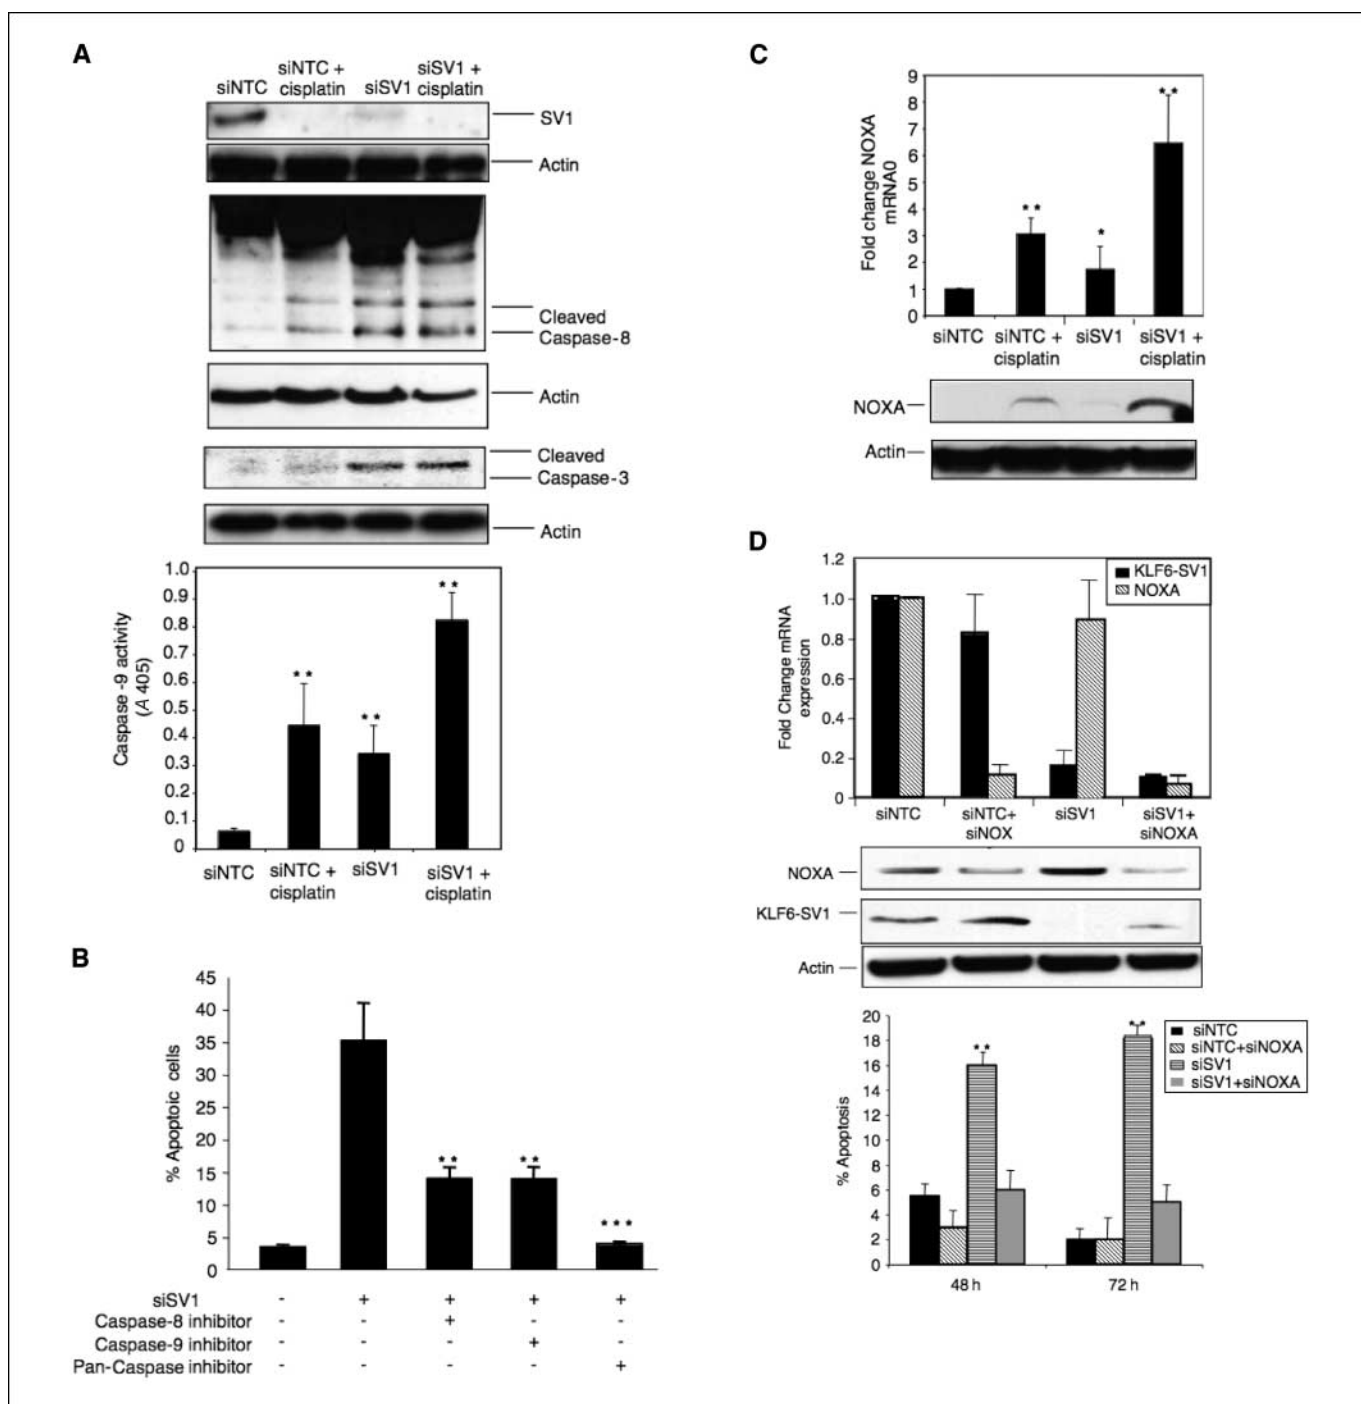 A
siNTC
siNTC +
cisplatin
siSV1
siSV1 +
cisplatin
SV1
Actin
Cleaved
Caspase-8
Actin
Cleaved
Caspase-3
Actin
Caspase -9 activity
(A 405)
1.0
0.9
0.8
0.7
0.6
0.5
0.4
0.3
0.2
0.1
0
* *
* *
* *
siNTC
siNTC +
cisplatin
siSV1
siSV1 +
cisplatin
B
% Apoptoic cells
45
40
35
30
25
20
15
10
5
0
* *
* *
* * *
siSV1 - + + + +
Caspase-8 inhibitor - - + - -
Caspase-9 inhibitor - - - + -
Pan-Caspase inhibitor - - - - +
C
Fold change NOXA
mRNA0
9
8
7
6
5
4
3
2
1
0
* *
*
* *
siNTC
siNTC +
cisplatin
siSV1
siSV1 +
cisplatin
NOXA
Actin
D
Fold Change mRNA
expression
1.2
1.0
0.8
0.6
0.4
0.2
0
KLF6-SV1
NOXA
siNTC
siNTC+
siNOX
siSV1
siSV1+
siNOXA
NOXA
KLF6-SV1
Actin
% Apoptosis
20
18
16
14
12
10
8
6
4
2
0
* *
* *
siNTC
siNTC+siNOXA
siSV1
siSV1+siNOXA
48 h
72 h